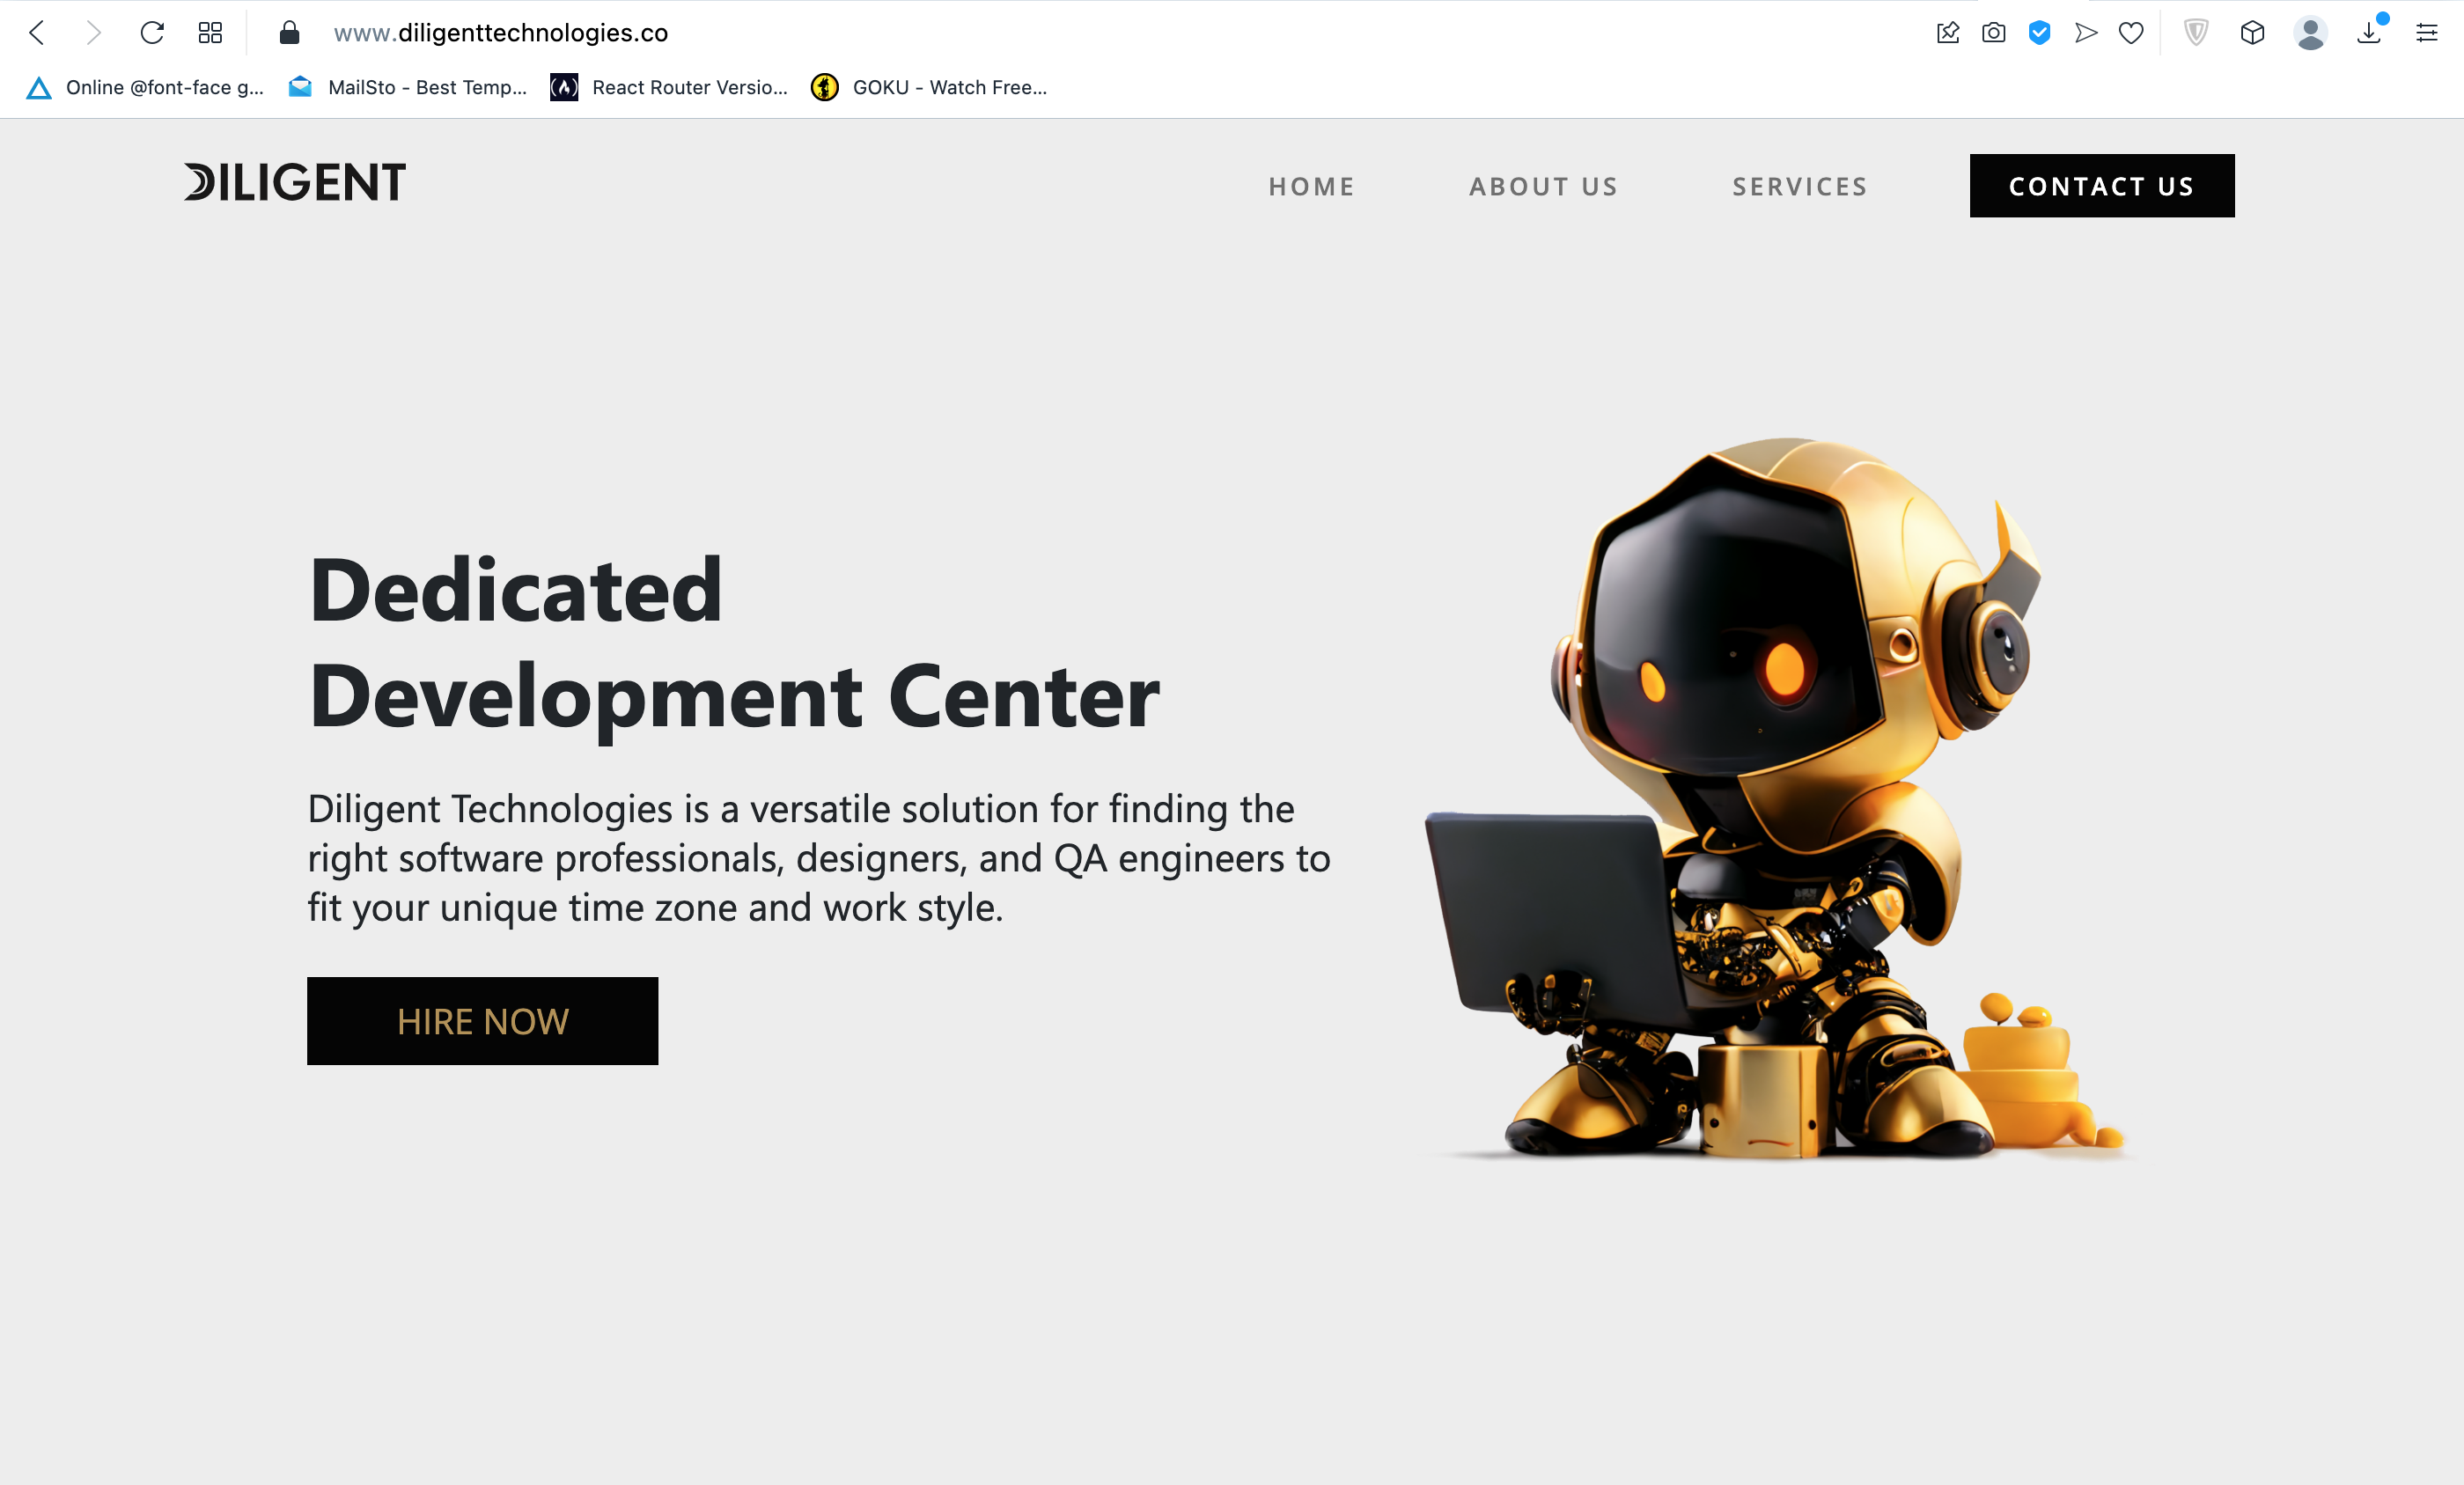 www.diligenttechnologies.co
Online @font-face g... MailSto - Best Temp... React Router Versio... GOKU - Watch Free...
DILIGENT HOME ABOUT US SERVICES CONTACT US
Dedicated
Development Center
Diligent Technologies is a versatile solution for finding the
right software professionals, designers, and QA engineers to
fit your unique time zone and work style.
HIRE NOW